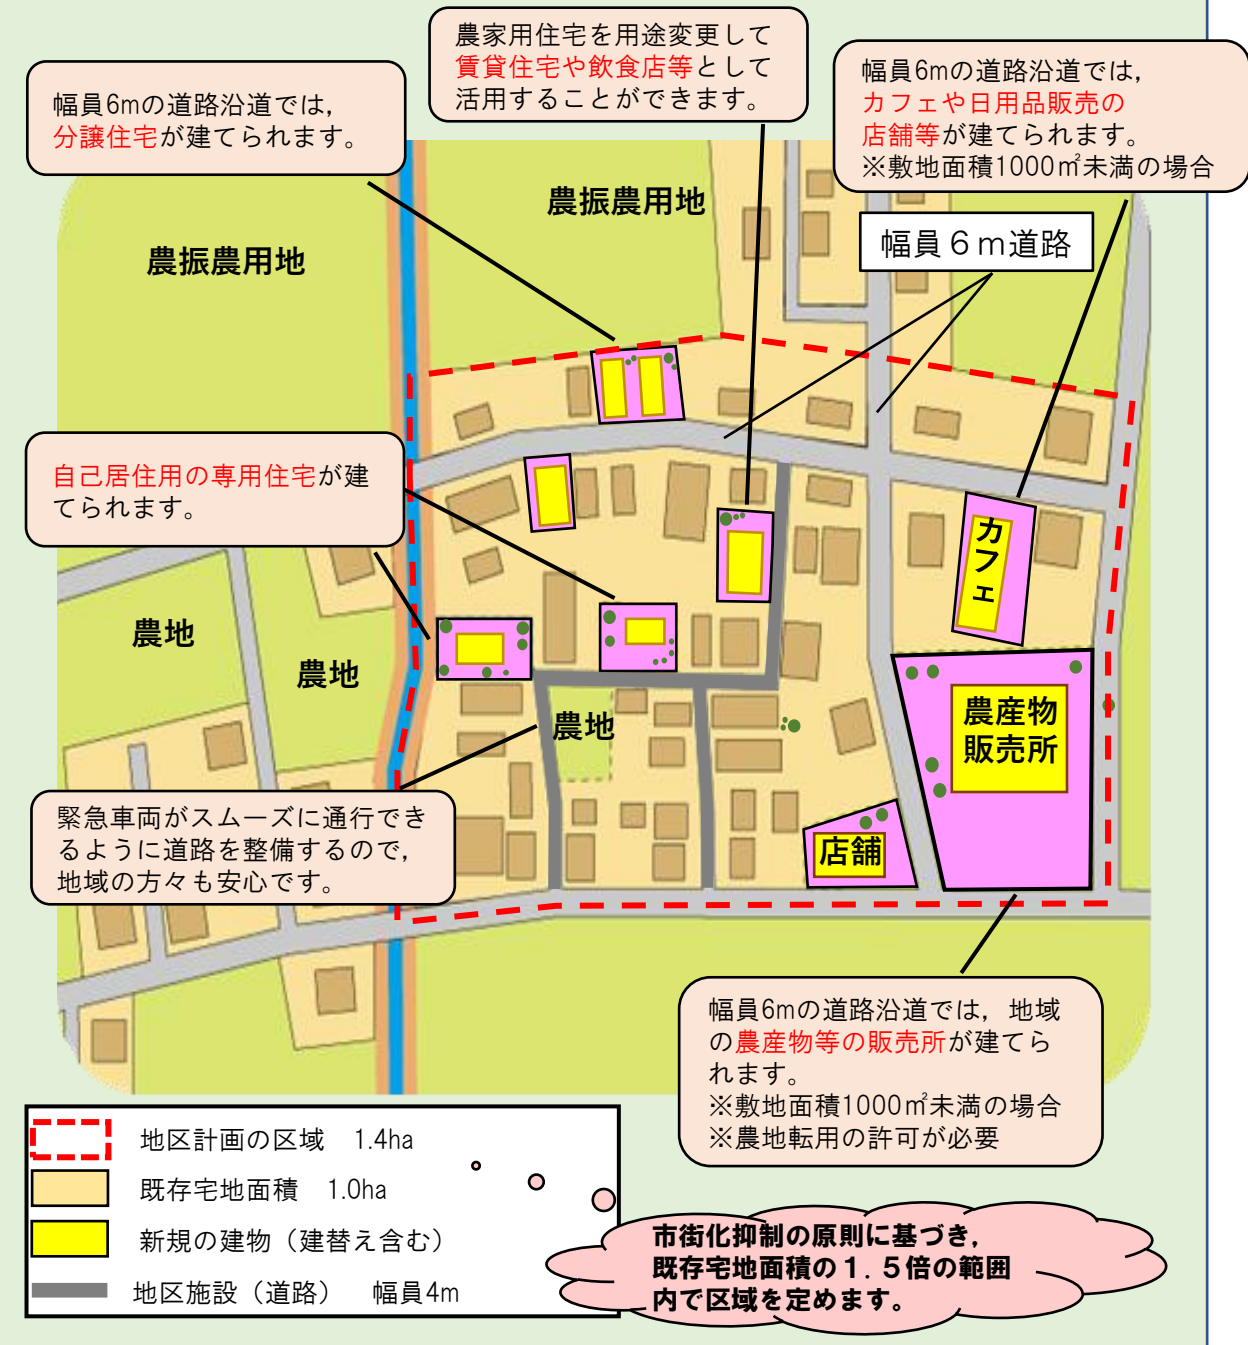 農家用住宅を用途変更して
賃貸住宅や飲食店等として
活用することができます。
幅員6mの道路沿道では，
分譲住宅が建てられます。
幅員6mの道路沿道では，
カフェや日用品販売の
店舗等が建てられます。
※敷地面積1000㎡未満の場合
農振農用地
農振農用地
幅員６ｍ道路
自己居住用の専用住宅が建
てられます。
カフェ
農地
農地
農地
農産物
販売所
店舗
緊急車両がスムーズに通行でき
るように道路を整備するので，
地域の方々も安心です。
幅員6mの道路沿道では，地域
の農産物等の販売所が建てら
れます。
※敷地面積1000㎡未満の場合
※農地転用の許可が必要
地区計画の区域　1.4ha
既存宅地面積　1.0ha
新規の建物（建替え含む）
地区施設（道路）　幅員4m
市街化抑制の原則に基づき，
既存宅地面積の１．５倍の範囲
内で区域を定めます。